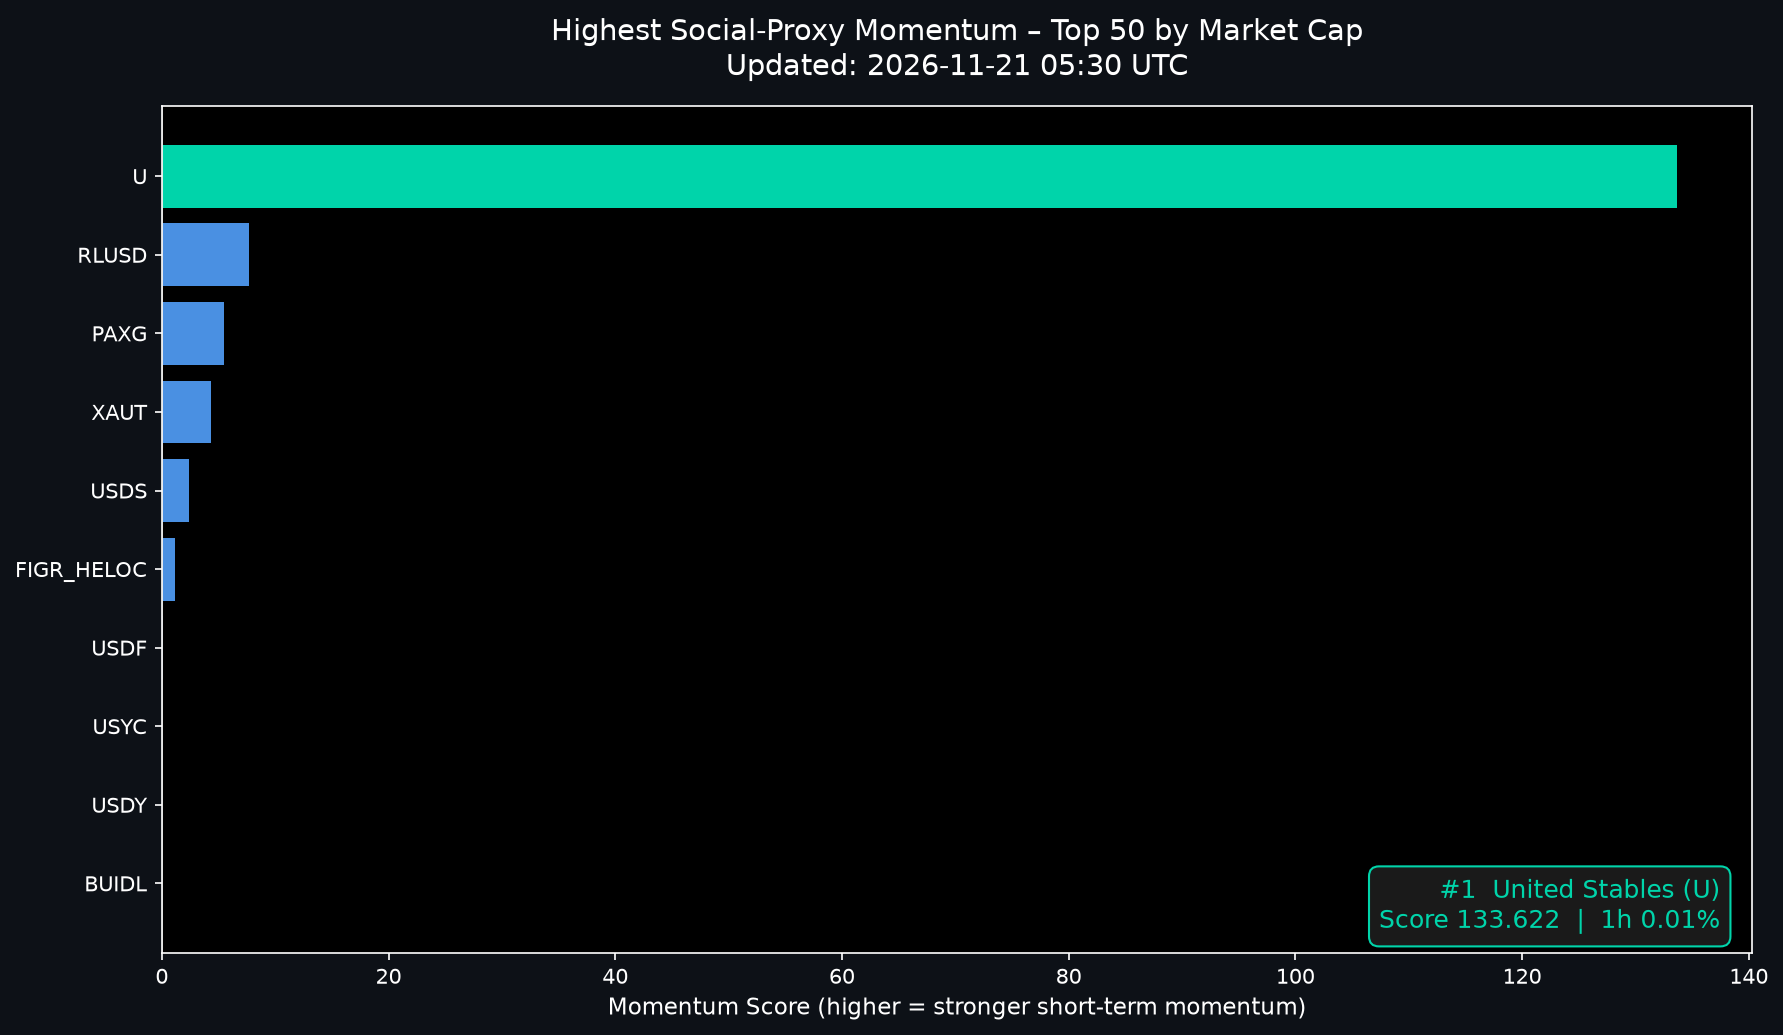 Highest Social-Proxy Momentum – Top 50 by Market Cap
Updated: 2026-11-21 05:30 UTC
U
RLUSD
PAXG
XAUT
USDS
FIGR_HELOC
USDF
USYC
USDY
BUIDL
#1  United Stables (U)
Score 133.622  |  1h 0.01%
0 20 40 60 80 100 120 140
Momentum Score (higher = stronger short-term momentum)